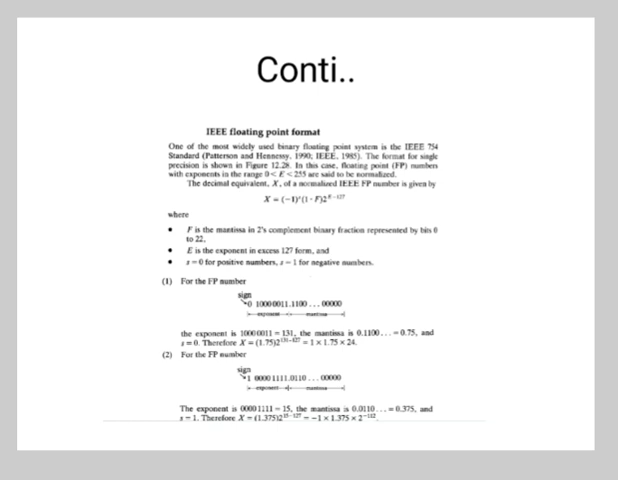 Conti..
IEEE floating point format
One of the most widely used binary floating point system is the IEEE 754
Standard (Patterson and Hennessy, 1990; IEEE, 1985). The format for single
precision is shown in Figure 12.28. In this case, floating point (FP) numbers
with exponents in the range 0 < E < 255 are said to be normalized.
The decimal equivalent, X, of a normalized IEEE FP number is given by
X = (−1)ˢ(1 · F)2ᴱ⁻¹²⁷
where
• F is the mantissa in 2's complement binary fraction represented by bits 0
to 22,
• E is the exponent in excess 127 form, and
• s = 0 for positive numbers, s = 1 for negative numbers.
(1) For the FP number
sign
0 10000011.1100 . . . 00000
exponent mantissa
the exponent is 10000011 = 131, the mantissa is 0.1100 . . . = 0.75, and
s = 0. Therefore X = (1.75)2¹³¹⁻¹²⁷ = 1 × 1.75 × 24.
(2) For the FP number
sign
1 00001111.0110 . . . 00000
exponent mantissa
The exponent is 00001111 = 15, the mantissa is 0.0110 . . . = 0.375, and
s = 1. Therefore X = (1.375)2¹⁵⁻¹²⁷ = −1 × 1.375 × 2⁻¹¹².